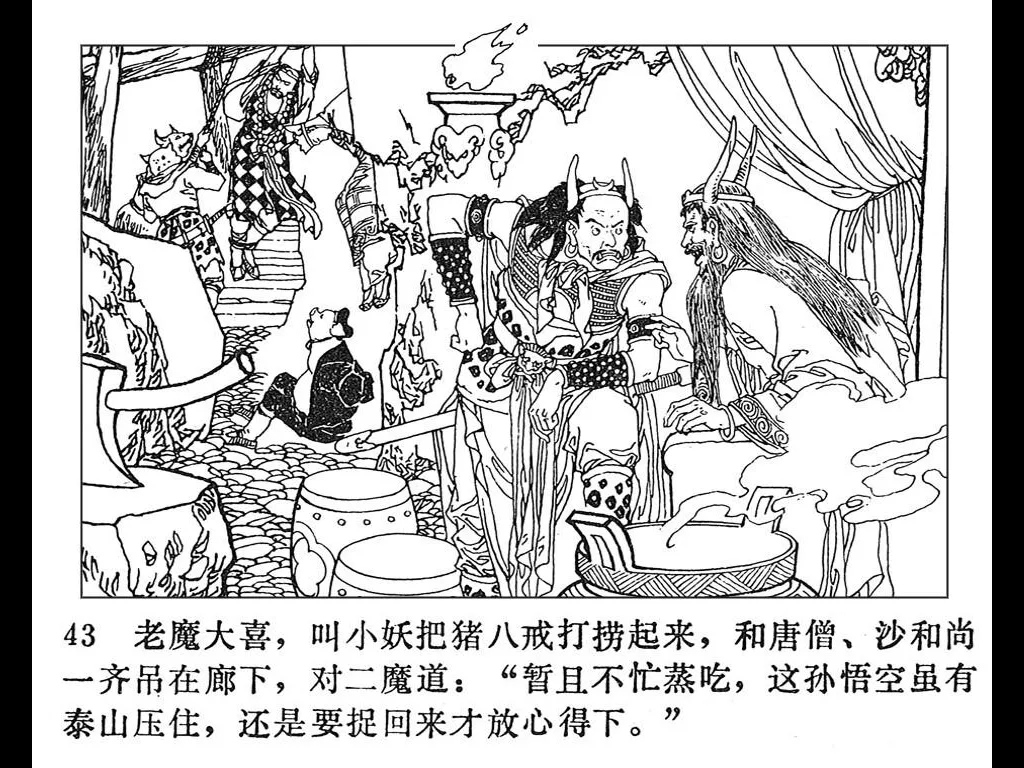 43 老魔大喜，叫小妖把猪八戒打捞起来，和唐僧、沙和尚
一齐吊在廊下，对二魔道：“暂且不忙蒸吃，这孙悟空虽有
泰山压住，还是要捉回来才放心得下。”